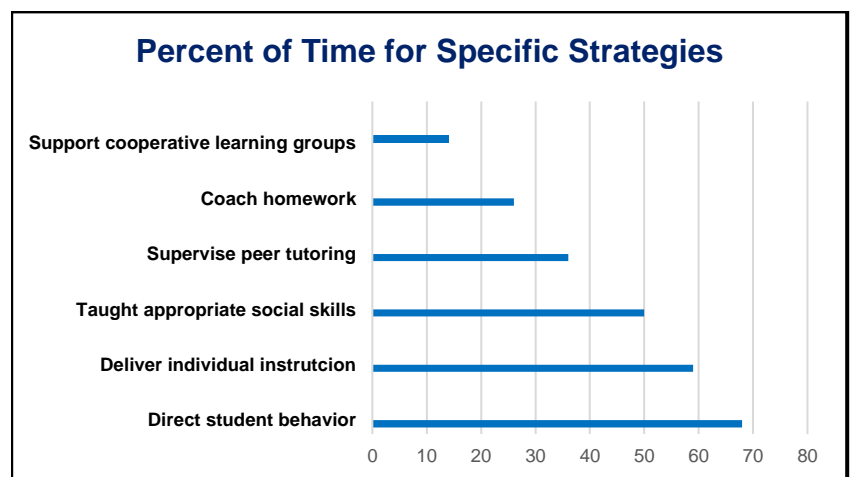 Percent of Time for Specific Strategies
Support cooperative learning groups
Coach homework
Supervise peer tutoring
Taught appropriate social skills
Deliver individual instrutcion
Direct student behavior
0 10 20 30 40 50 60 70 80